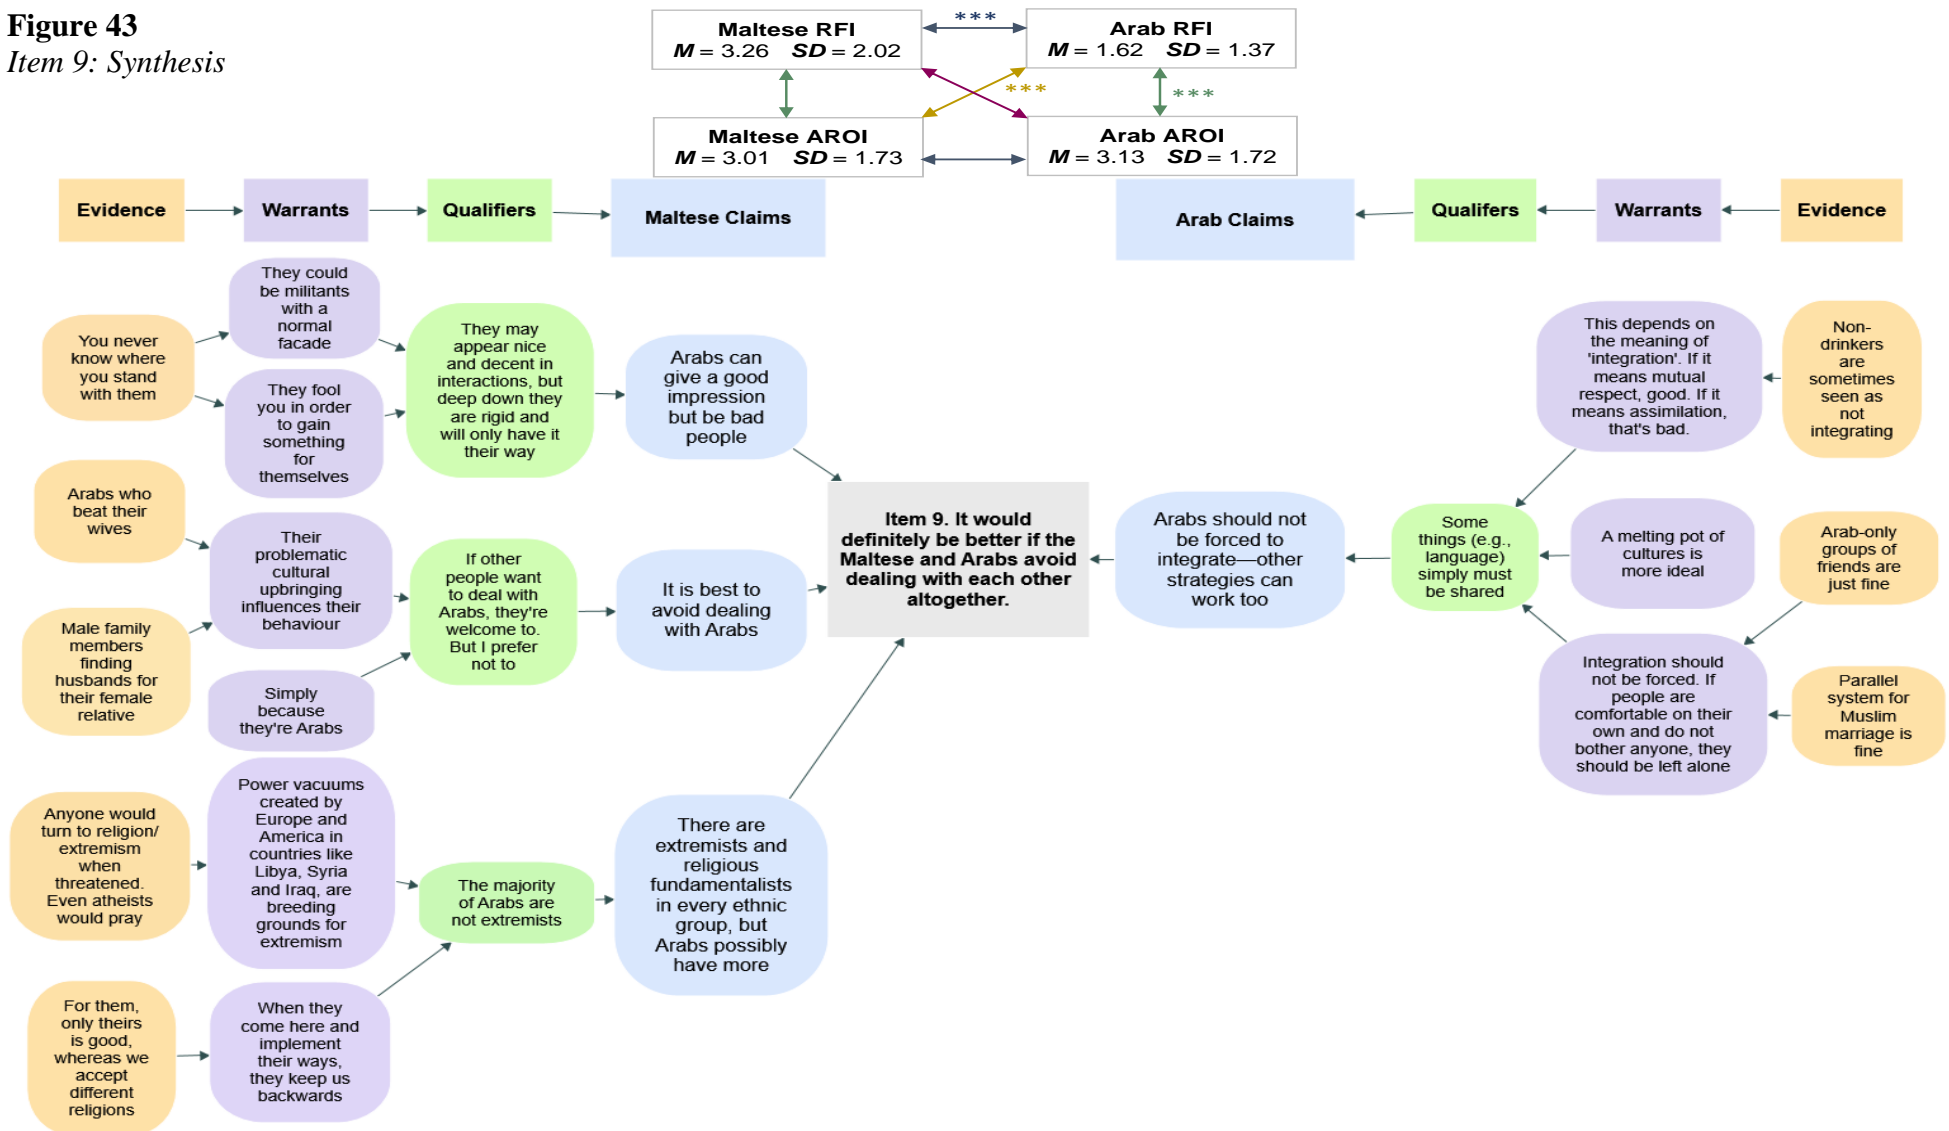 Figure 43
Item 9: Synthesis
Maltese RFI
M = 3.26 SD = 2.02
***
Arab RFI
M = 1.62 SD = 1.37
***
***
Maltese AROI
M = 3.01 SD = 1.73
Arab AROI
M = 3.13 SD = 1.72
Evidence
Warrants
Qualifiers
Maltese Claims
Arab Claims
Qualifers
Warrants
Evidence
You never
know where
you stand
with them
They could
be militants
with a
normal
facade
They fool
you in order
to gain
something
for
themselves
They may
appear nice
and decent in
interactions, but
deep down they
are rigid and
will only have it
their way
Arabs can
give a good
impression
but be bad
people
Arabs who
beat their
wives
Male family
members
finding
husbands for
their female
relative
Their
problematic
cultural
upbringing
influences their
behaviour
Simply
because
they're Arabs
If other
people want
to deal with
Arabs, they're
welcome to.
But I prefer
not to
It is best to
avoid dealing
with Arabs
Anyone would
turn to religion/
extremism
when
threatened.
Even atheists
would pray
Power vacuums
created by
Europe and
America in
countries like
Libya, Syria
and Iraq, are
breeding
grounds for
extremism
For them,
only theirs
is good,
whereas we
accept
different
religions
When they
come here and
implement
their ways,
they keep us
backwards
The majority
of Arabs are
not extremists
There are
extremists and
religious
fundamentalists
in every ethnic
group, but
Arabs possibly
have more
Item 9. It would
definitely be better if the
Maltese and Arabs avoid
dealing with each other
altogether.
Arabs should not
be forced to
integrate—other
strategies can
work too
Some
things (e.g.,
language)
simply must
be shared
This depends on
the meaning of
'integration'. If it
means mutual
respect, good. If it
means assimilation,
that's bad.
Non-
drinkers
are
sometimes
seen as
not
integrating
A melting pot of
cultures is
more ideal
Arab-only
groups of
friends are
just fine
Integration should
not be forced. If
people are
comfortable on their
own and do not
bother anyone, they
should be left alone
Parallel
system for
Muslim
marriage is
fine